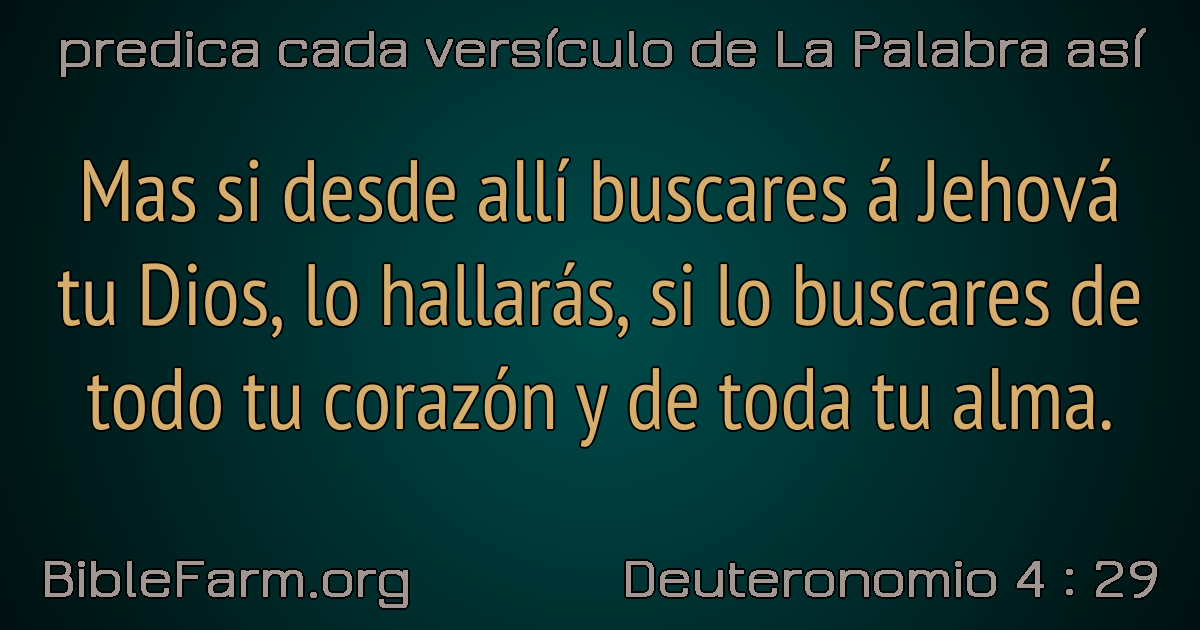 predica cada versículo de La Palabra así
Mas si desde allí buscares á Jehová
tu Dios, lo hallarás, si lo buscares de
todo tu corazón y de toda tu alma.
BibleFarm.org
Deuteronomio 4 : 29